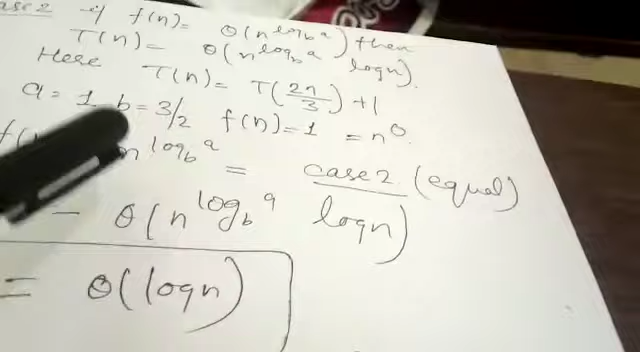 case 2 if f(n) = Θ(n^log_b a) then
T(n) = Θ(n^log_b a log n).
Here T(n) = T(2n/3) + 1
a = 1 b = 3/2 f(n) = 1 = n^0.
n^log_b a = case 2 (equal)
= Θ(n^log_b a log n)
= Θ(log n)